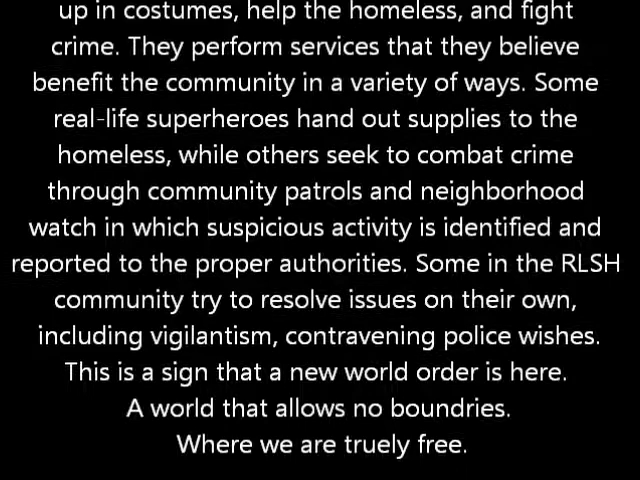 up in costumes, help the homeless, and fight
crime. They perform services that they believe
benefit the community in a variety of ways. Some
real-life superheroes hand out supplies to the
homeless, while others seek to combat crime
through community patrols and neighborhood
watch in which suspicious activity is identified and
reported to the proper authorities. Some in the RLSH
community try to resolve issues on their own,
including vigilantism, contravening police wishes.
This is a sign that a new world order is here.
A world that allows no boundries.
Where we are truely free.